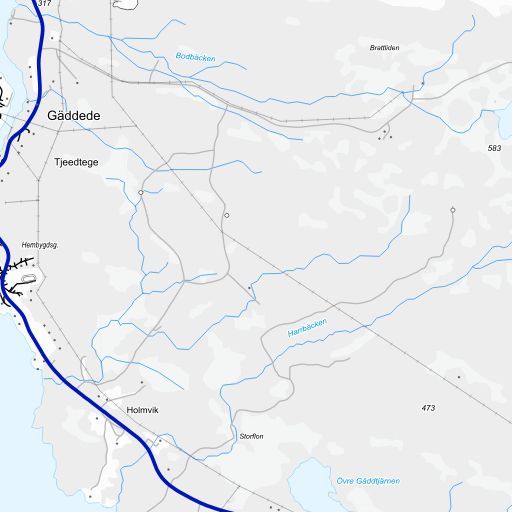 317
Brattliden
Bodbäcken
Gäddede
583
Tjeedtege
Hembygdsg.
Harrbäcken
Holmvik
473
Storflon
Övre Gäddtjärnen